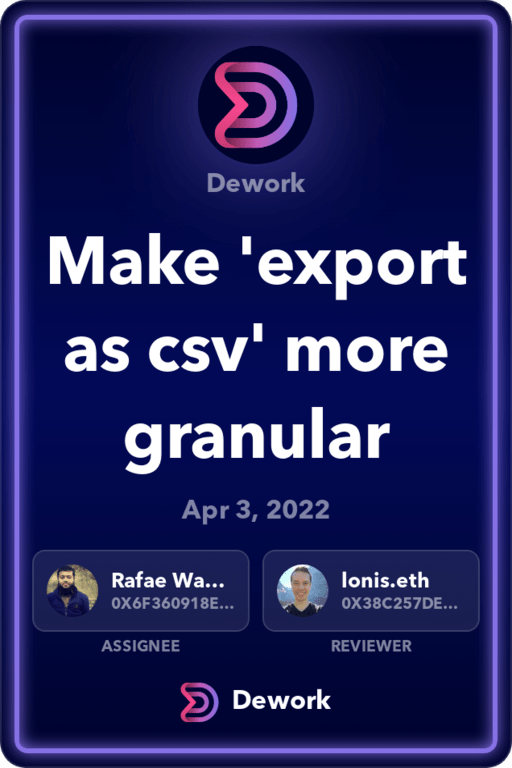 Dework
Make 'export
as csv' more
granular
Apr 3, 2022
Rafae Wa...
0X6F360918E...
ASSIGNEE
lonis.eth
0X38C257DE...
REVIEWER
Dework